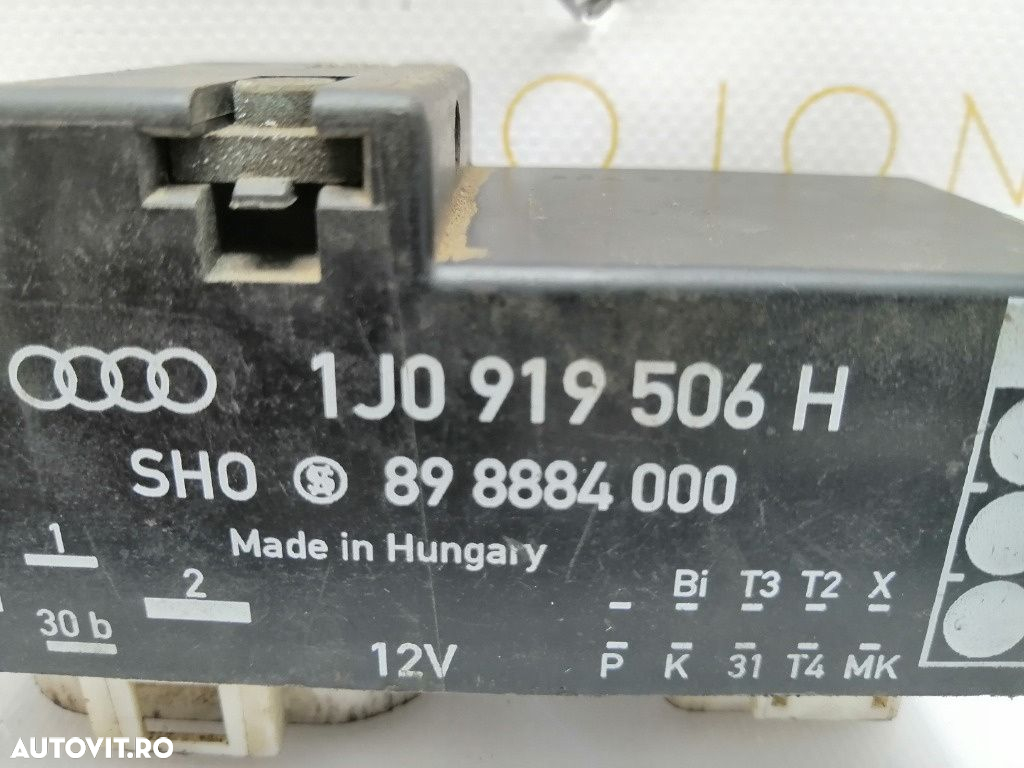 1J0 919 506 H
SHO 89 8884 000
Made in Hungary
1
2
30 b
12V
Bi T3 T2 X
P K 31 T4 MK
AUTOVIT.RO